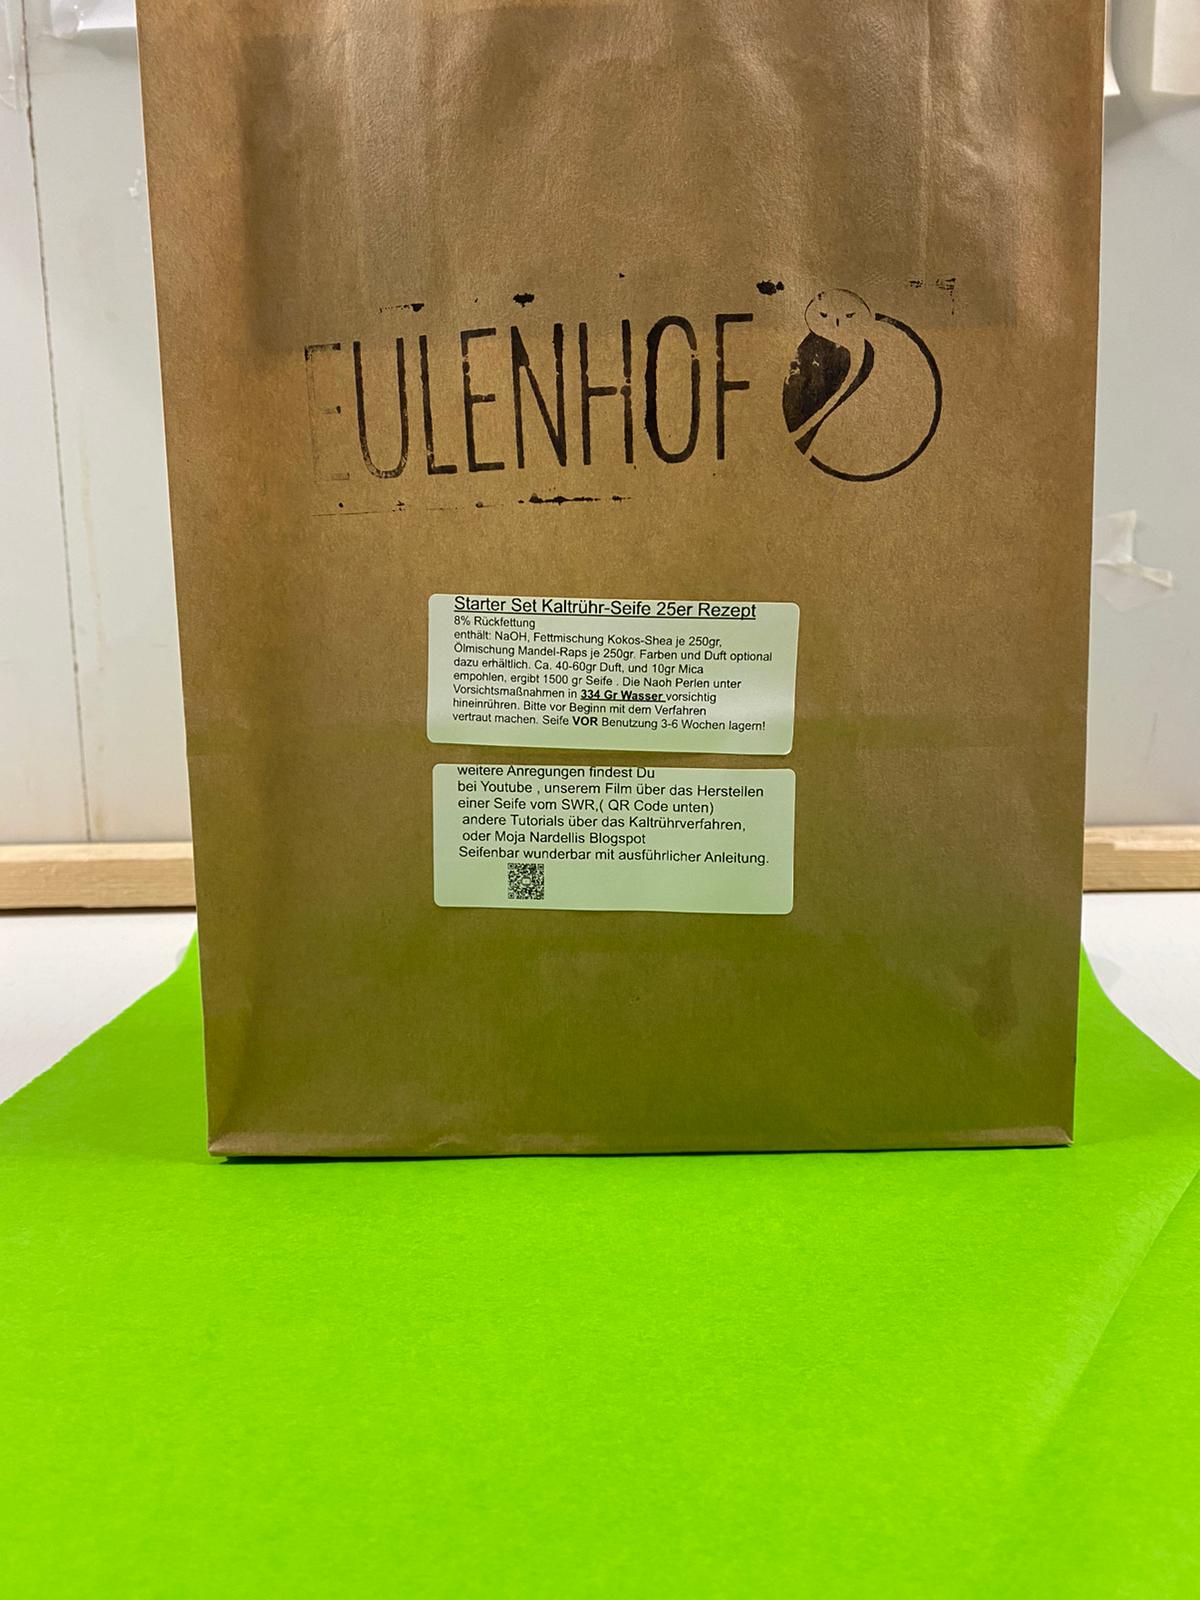 EULENHOF
Starter Set Kaltrühr-Seife 25er Rezept
8% Rückfettung
enthält: NaOH, Fettmischung Kokos-Shea je 250gr,
Ölmischung Mandel-Raps je 250gr. Farben und Duft optional
dazu erhältlich. Ca. 40-60gr Duft, und 10gr Mica
empohlen, ergibt 1500 gr Seife . Die Naoh Perlen unter
Vorsichtsmaßnahmen in 334 Gr Wasser vorsichtig
hineinrühren. Bitte vor Beginn mit dem Verfahren
vertraut machen. Seife VOR Benutzung 3-6 Wochen lagern!
weitere Anregungen findest Du
bei Youtube , unserem Film über das Herstellen
einer Seife vom SWR,( QR Code unten)
andere Tutorials über das Kaltrührverfahren,
oder Moja Nardellis Blogspot
Seifenbar wunderbar mit ausführlicher Anleitung.